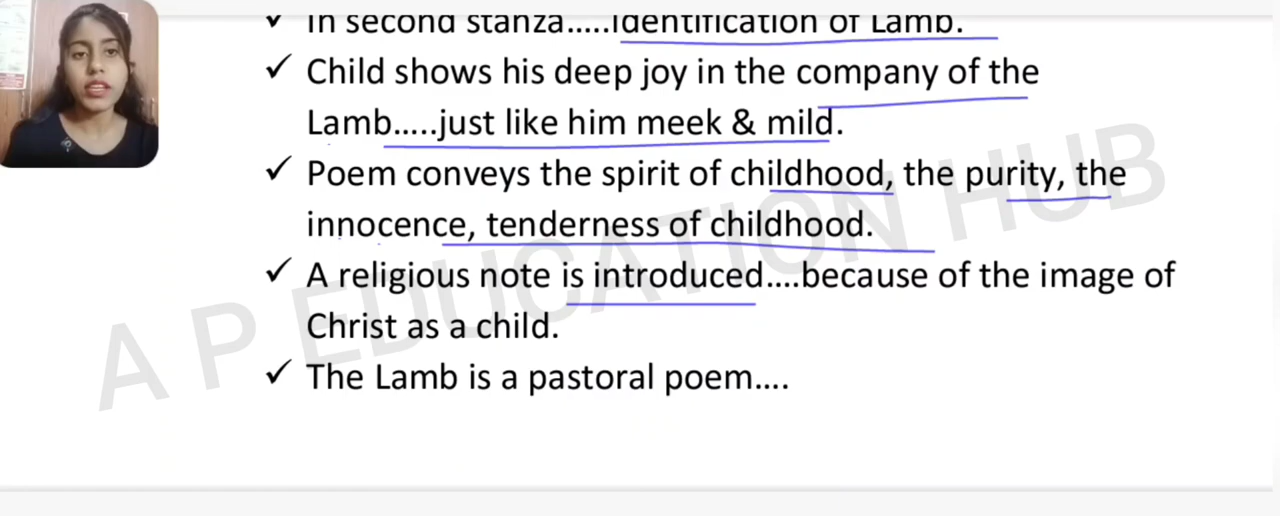 ✓ In second stanza.....identification of Lamb.
✓ Child shows his deep joy in the company of the
Lamb.....just like him meek & mild.
✓ Poem conveys the spirit of childhood, the purity, the
innocence, tenderness of childhood.
✓ A religious note is introduced....because of the image of
Christ as a child.
✓ The Lamb is a pastoral poem....
A P EDUCATION HUB